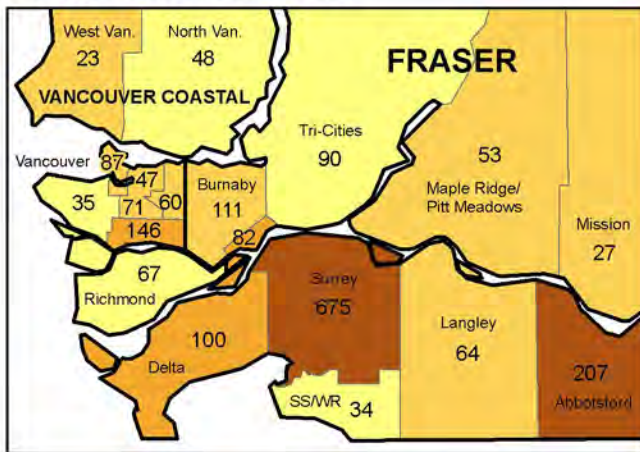 West Van.
23
North Van.
48
VANCOUVER COASTAL
FRASER
Tri-Cities
90
53
Maple Ridge/
Pitt Meadows
Mission
27
Vancouver
87
47
35
71
60
146
Burnaby
111
82
67
Richmond
100
Delta
Surrey
675
Langley
64
207
Abbotsford
SS/WR
34